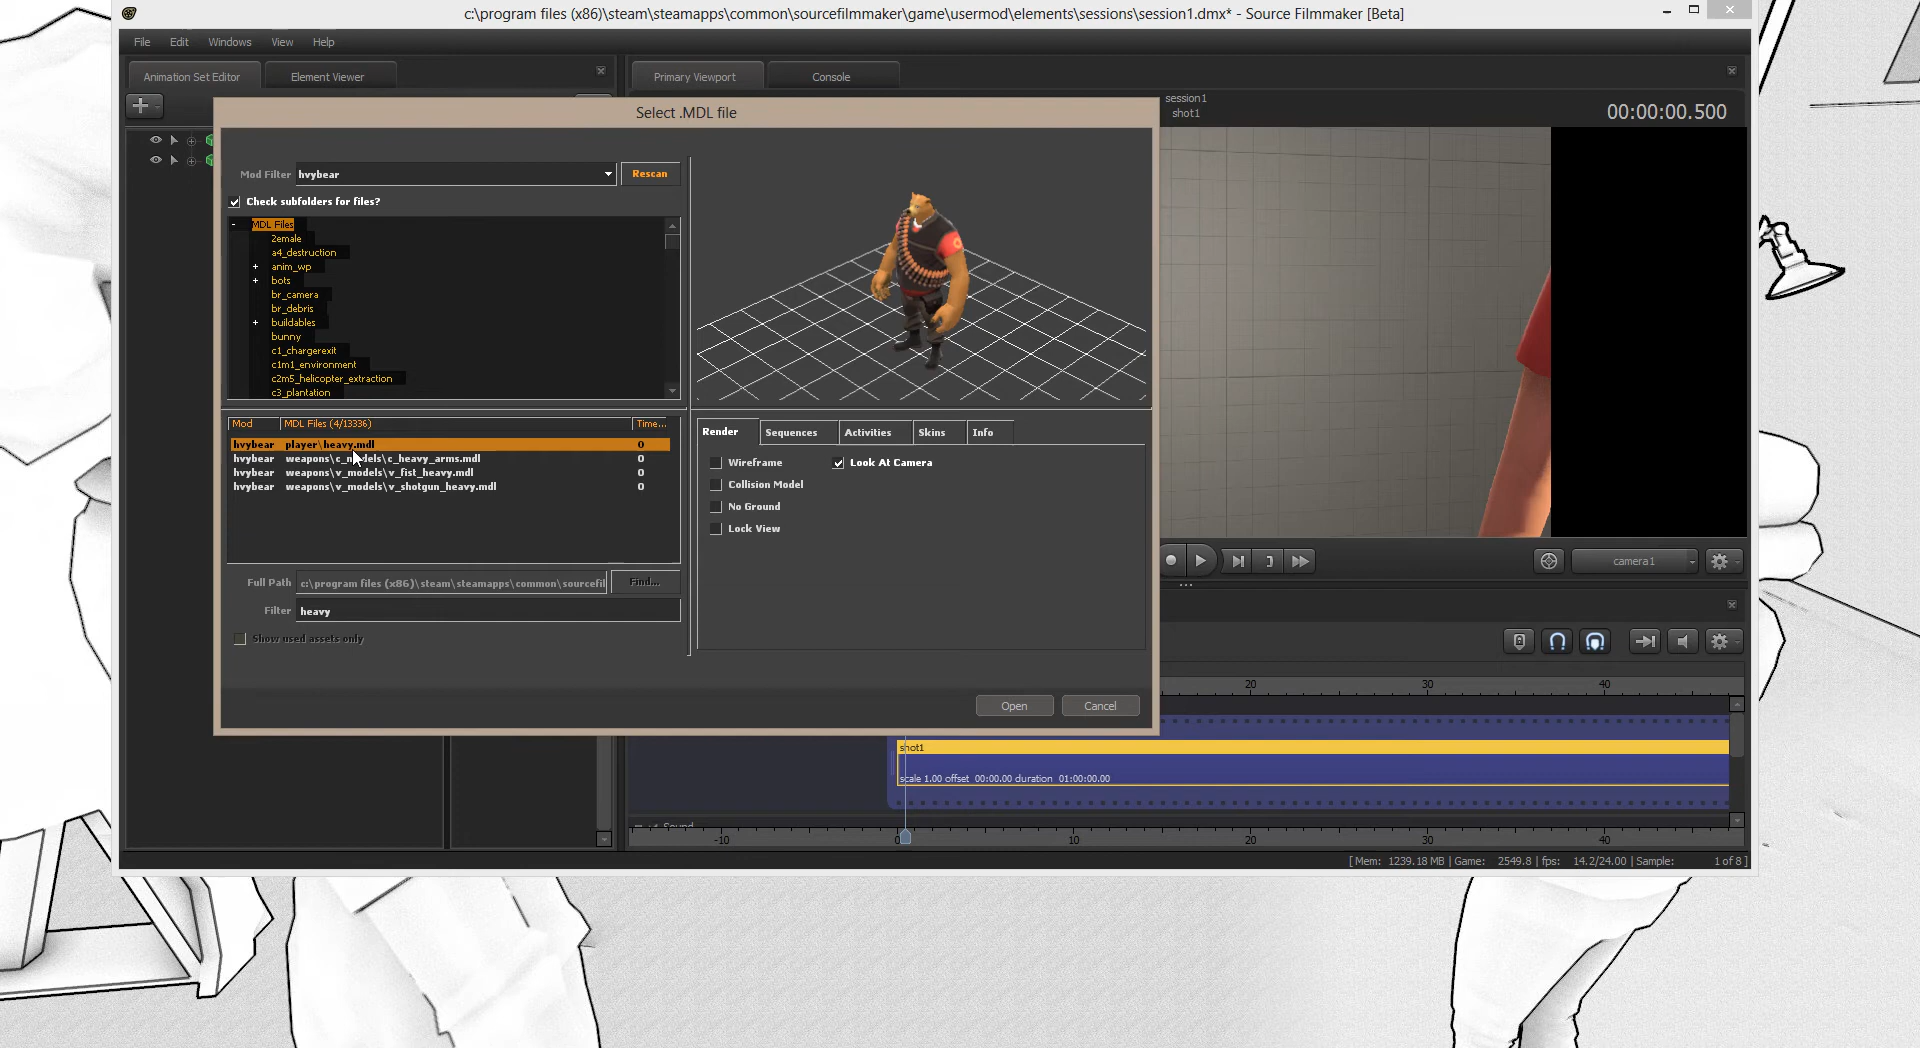 c:\program files (x86)\steam\steamapps\common\sourcefilmmaker\game\usermod\elements\sessions\session1.dmx* - Source Filmmaker [Beta]
File Edit Windows View Help
Animation Set Editor Element Viewer
Primary Viewport Console
session1
shot1
00:00:00.500
Select .MDL file
Mod Filter hvybear Rescan
Check subfolders for files?
MDL Files
2emale
a4_destruction
anim_wp
bots
br_camera
br_debris
buildables
bunny
c1_chargerexit
c1m1_environment
c2m5_helicopter_extraction
c3_plantation
Mod MDL Files (4/13336) Time...
hvybear player\heavy.mdl 0
hvybear weapons\c_models\c_heavy_arms.mdl 0
hvybear weapons\v_models\v_fist_heavy.mdl 0
hvybear weapons\v_models\v_shotgun_heavy.mdl 0
Full Path c:\program files (x86)\steam\steamapps\common\sourcefil Find...
Filter heavy
Show used assets only
Render Sequences Activities Skins Info
Wireframe Look At Camera
Collision Model
No Ground
Lock View
Open Cancel
camera1
20 30 40
shot1
scale 1.00 offset 00:00.00 duration 01:00:00.00
Sound
-10 0 10 20 30 40
[ Mem: 1239.18 MB | Game: 2549.8 | fps: 14.2/24.00 | Sample: 1 of 8 ]